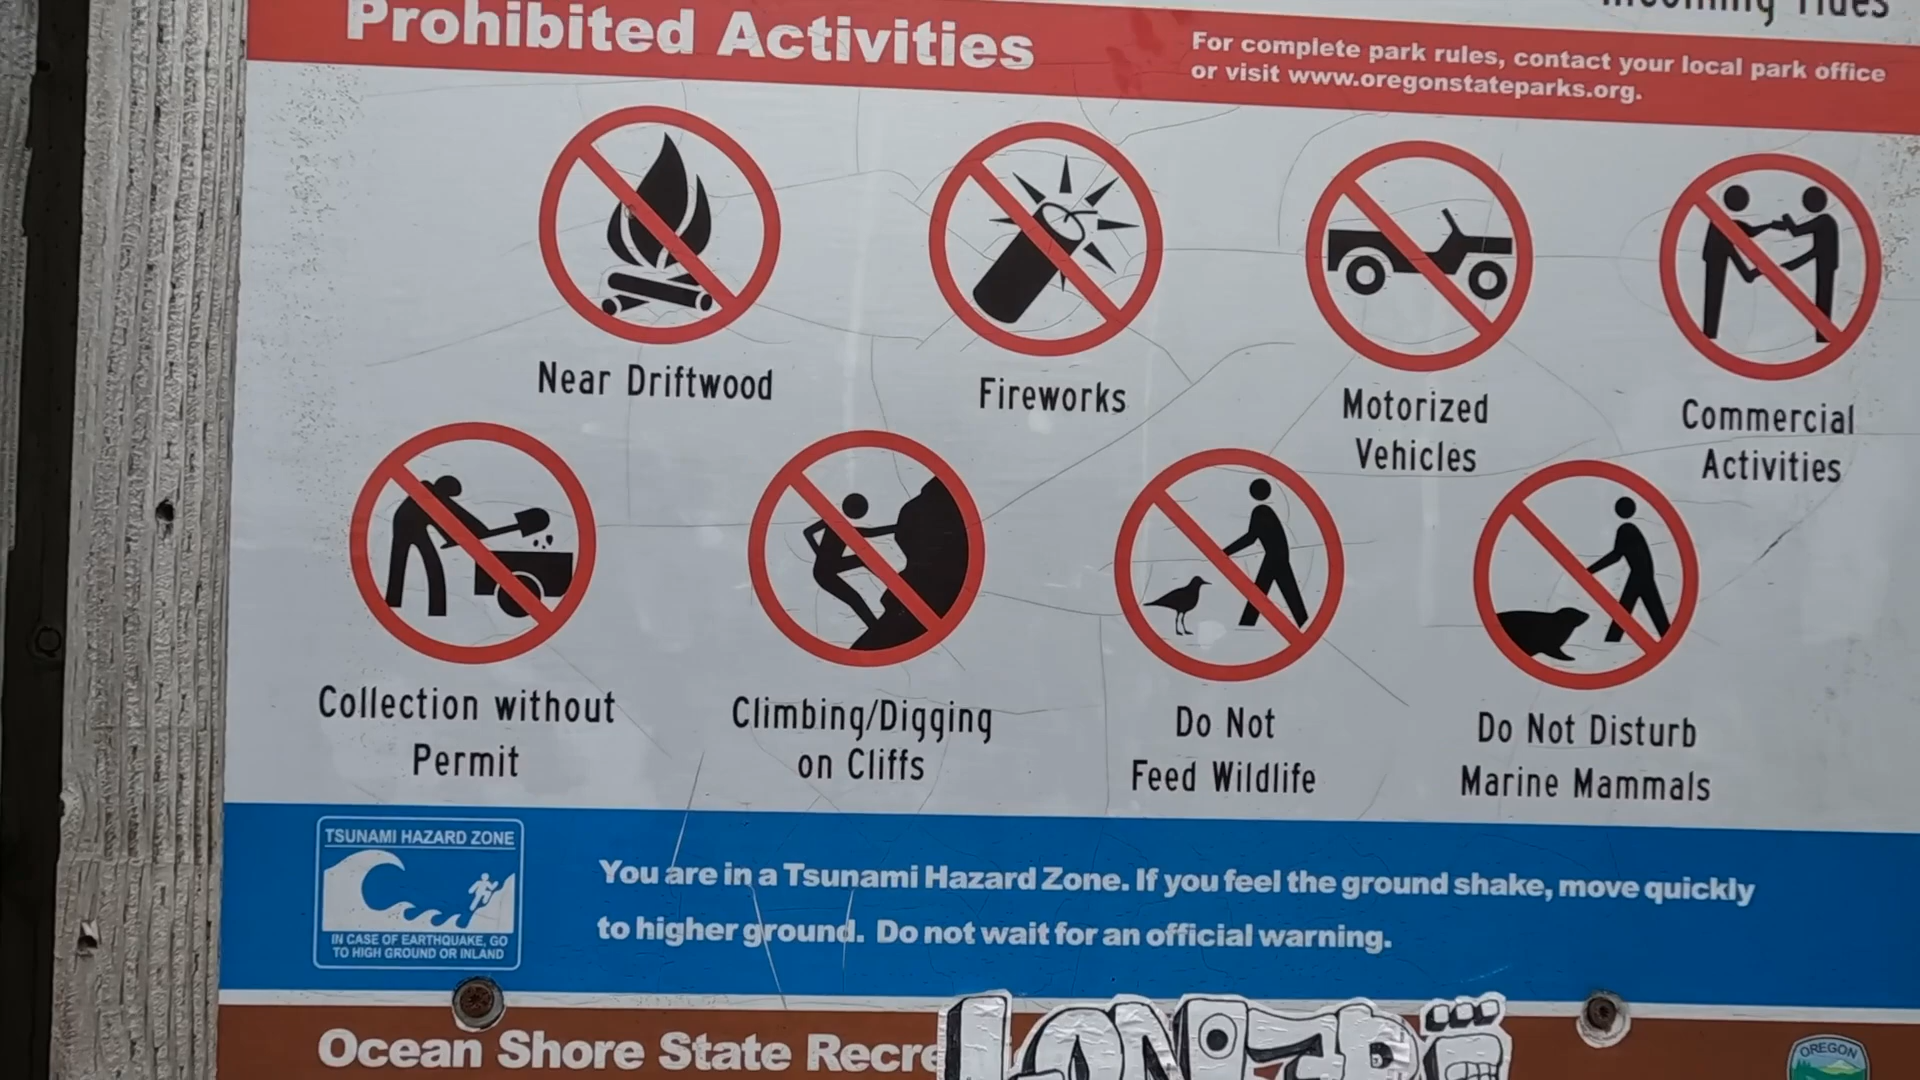 Incoming Tides
Prohibited Activities
For complete park rules, contact your local park office
or visit www.oregonstateparks.org.
Near Driftwood
Fireworks
Motorized
Vehicles
Commercial
Activities
Collection without
Permit
Climbing/Digging
on Cliffs
Do Not
Feed Wildlife
Do Not Disturb
Marine Mammals
TSUNAMI HAZARD ZONE
IN CASE OF EARTHQUAKE, GO
TO HIGH GROUND OR INLAND
You are in a Tsunami Hazard Zone. If you feel the ground shake, move quickly
to higher ground. Do not wait for an official warning.
Ocean Shore State
OREGON